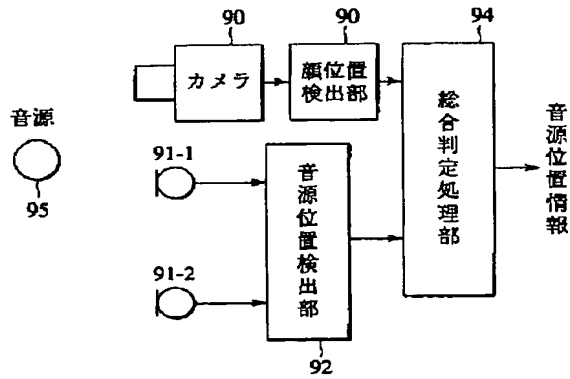 90
90
94
カメラ
顔位置
検出部
音源
95
91-1
91-2
音源位置検出部
92
総合判定処理部
音源位置情報